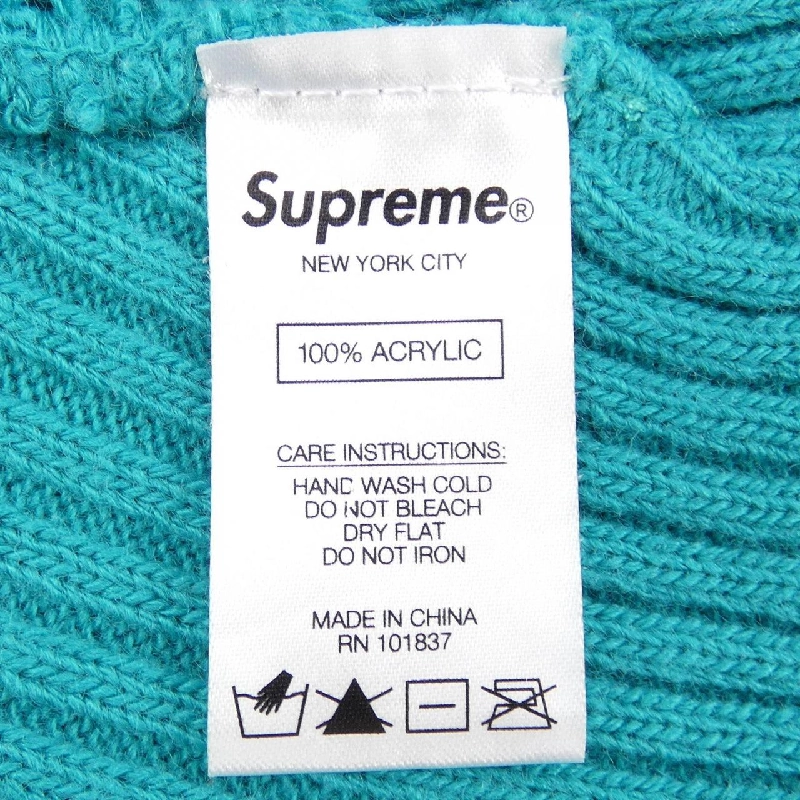 Supreme®
NEW YORK CITY
100% ACRYLIC
CARE INSTRUCTIONS:
HAND WASH COLD
DO NOT BLEACH
DRY FLAT
DO NOT IRON
MADE IN CHINA
RN 101837